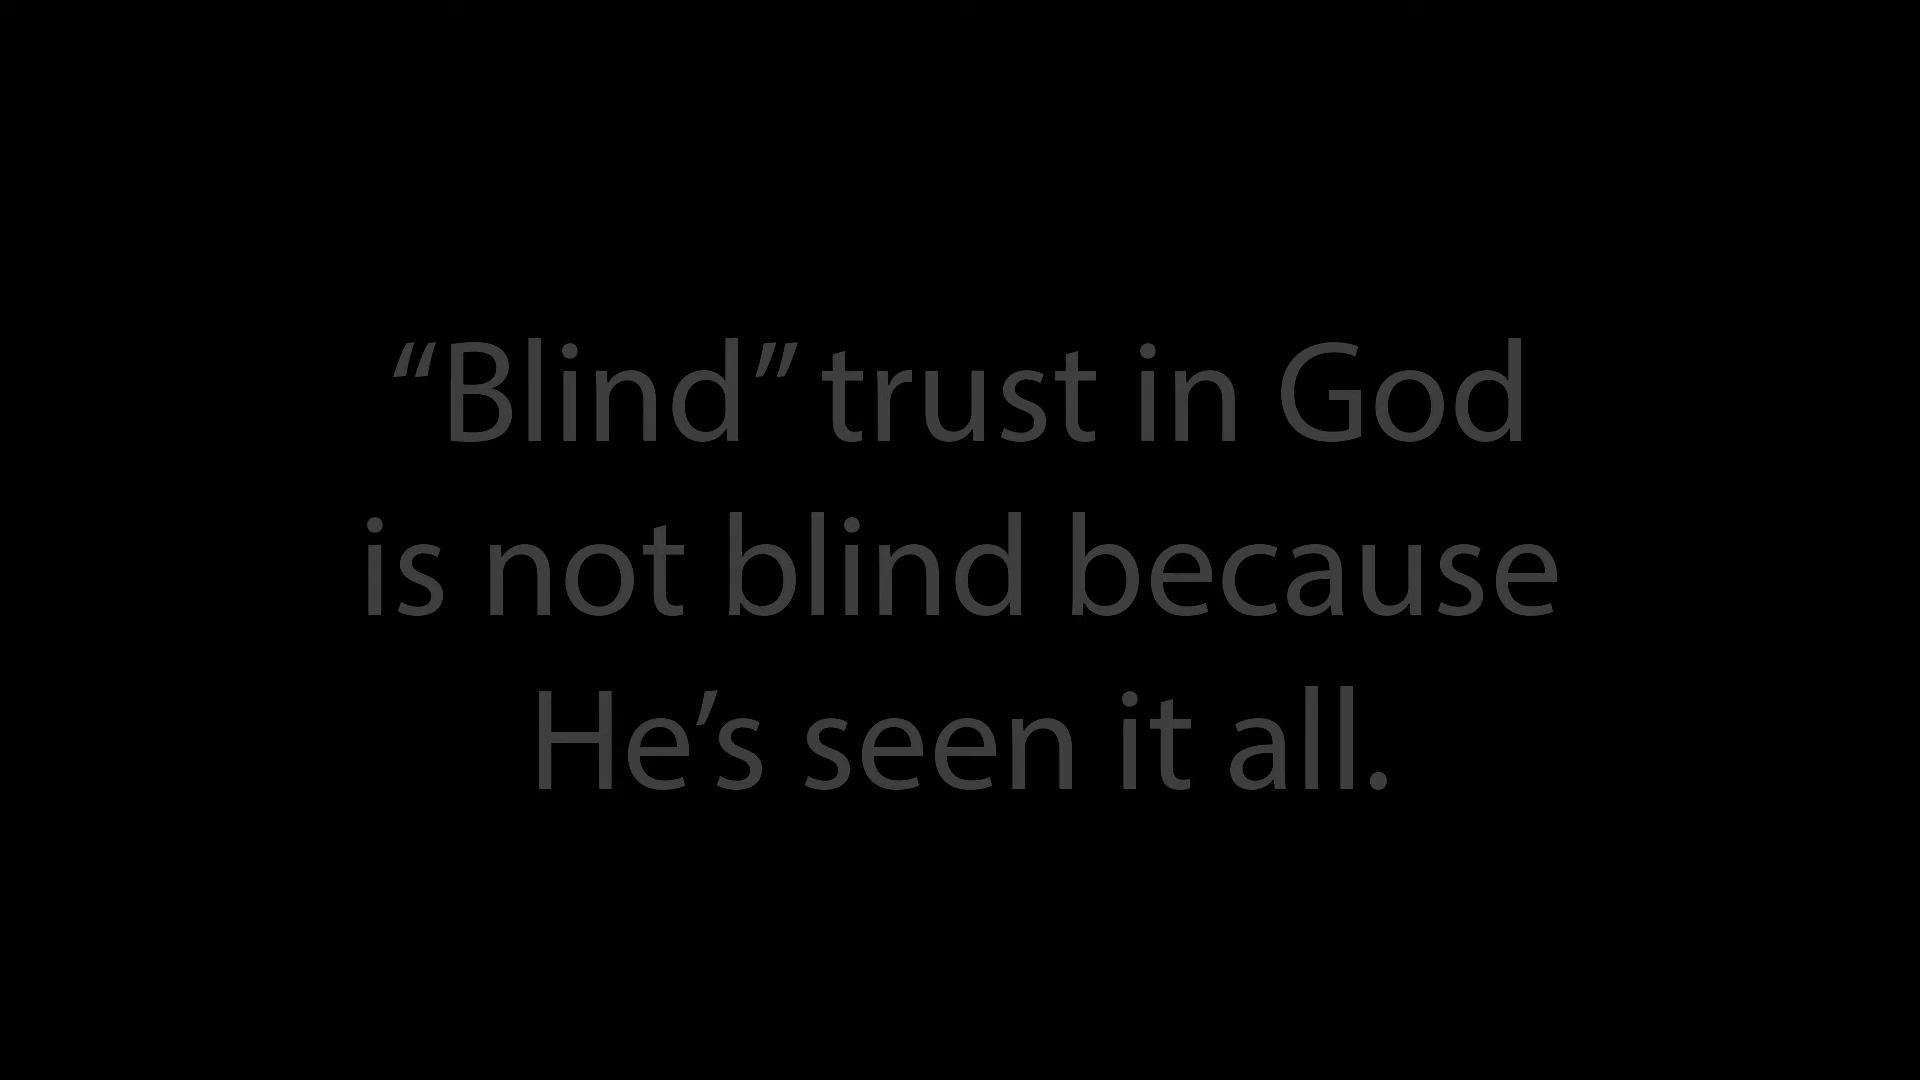 “Blind” trust in God
is not blind because
He’s seen it all.